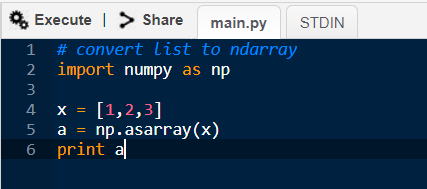 Execute | Share main.py STDIN
1 # convert list to ndarray
2 import numpy as np
3
4 x = [1,2,3]
5 a = np.asarray(x)
6 print a